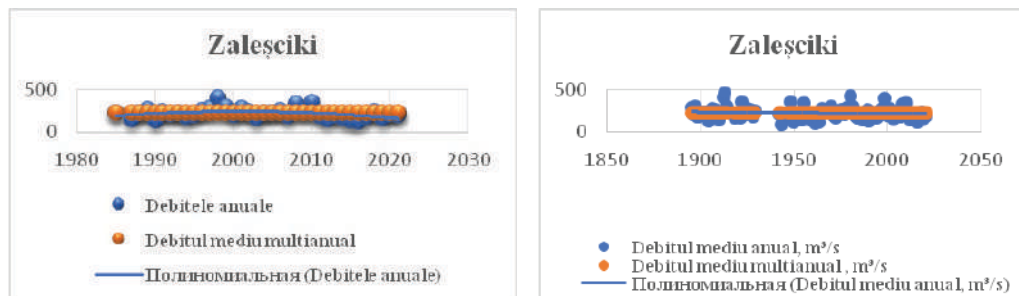 Zaleșciki
500
0
1980 1990 2000 2010 2020 2030
Debitele anuale
Debitul mediu multianual
Полиномиальная (Debitele anuale)
Zaleșciki
500
0
1850 1900 1950 2000 2050
Debitul mediu anual, m³/s
Debitul mediu multianual , m³/s
Полиномиальная (Debitul mediu anual, m³/s)